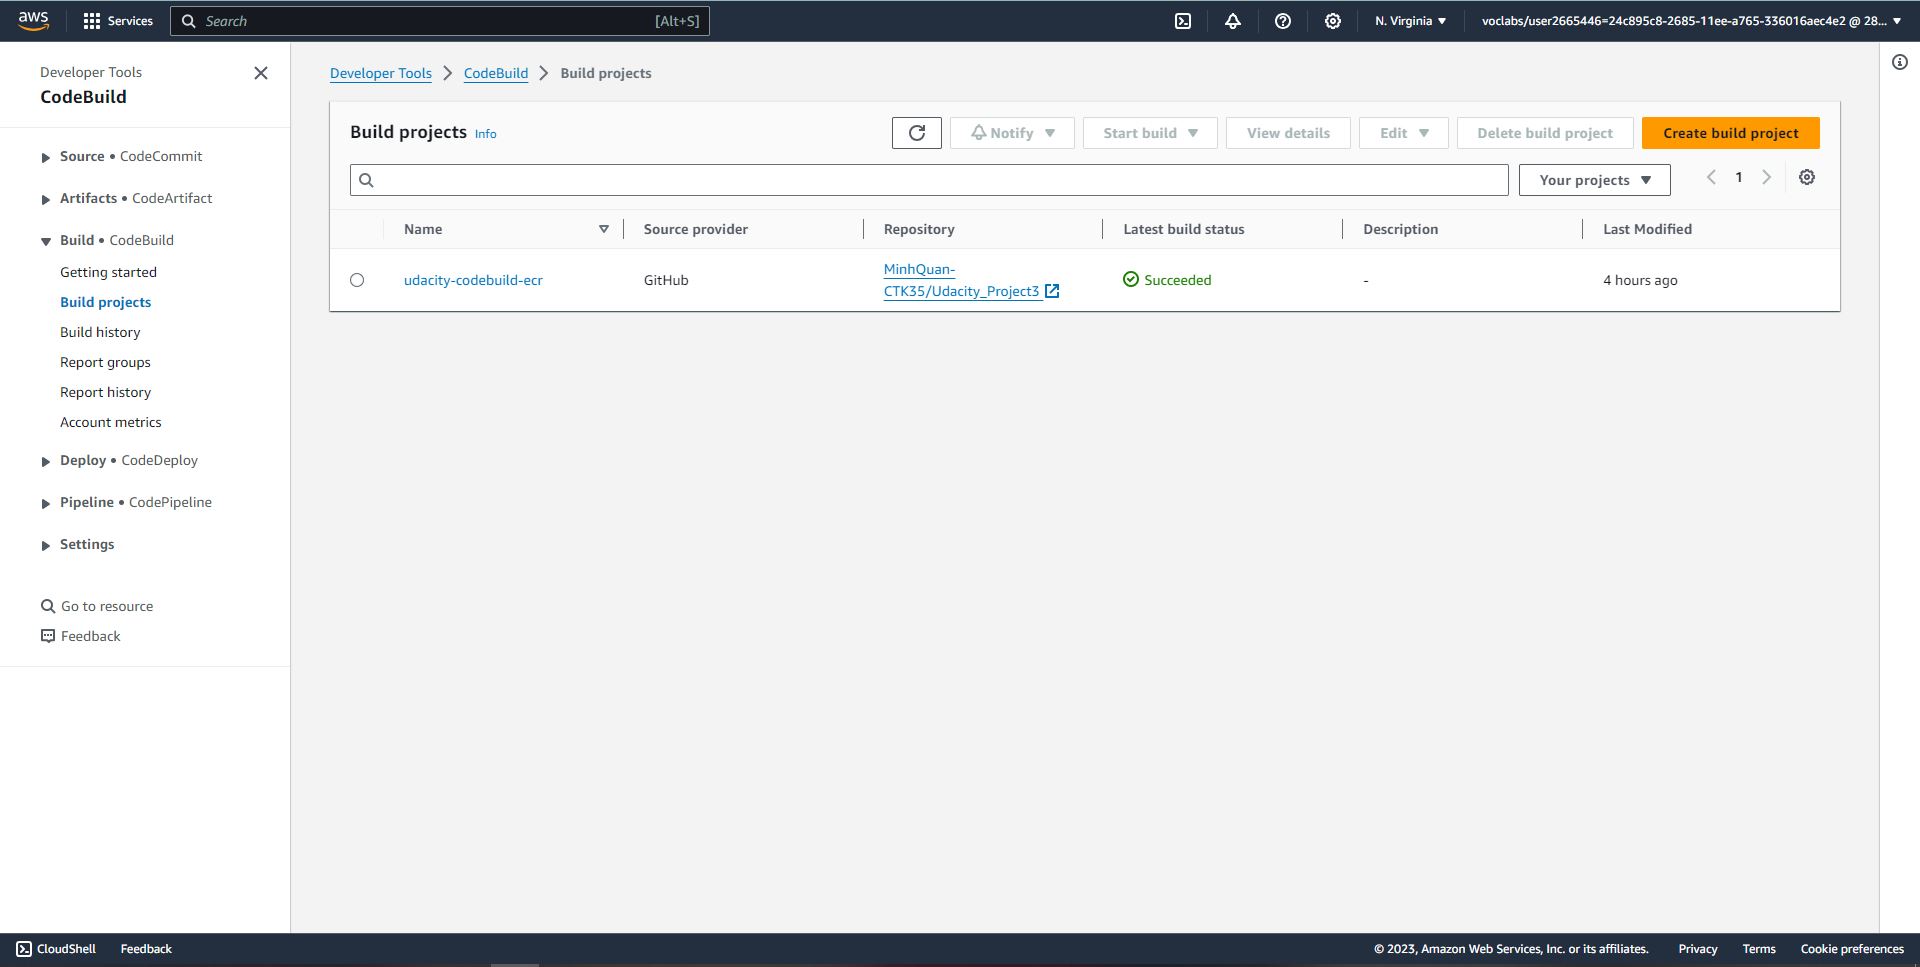 aws
Services
Search
[Alt+S]
N. Virginia
voclabs/user2665446=24c895c8-2685-11ee-a765-336016aec4e2 @ 28...
Developer Tools
CodeBuild
Source • CodeCommit
Artifacts • CodeArtifact
Build • CodeBuild
Getting started
Build projects
Build history
Report groups
Report history
Account metrics
Deploy • CodeDeploy
Pipeline • CodePipeline
Settings
Go to resource
Feedback
Developer Tools
CodeBuild
Build projects
Build projects Info
Notify
Start build
View details
Edit
Delete build project
Create build project
Your projects
1
Name
Source provider
Repository
Latest build status
Description
Last Modified
udacity-codebuild-ecr
GitHub
MinhQuan-
CTK35/Udacity_Project3
Succeeded
-
4 hours ago
CloudShell
Feedback
© 2023, Amazon Web Services, Inc. or its affiliates.
Privacy
Terms
Cookie preferences